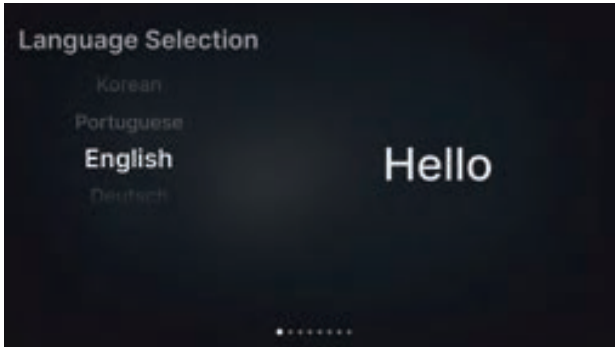 Language Selection
Korean
Portuguese
English
Hello
Deutsch